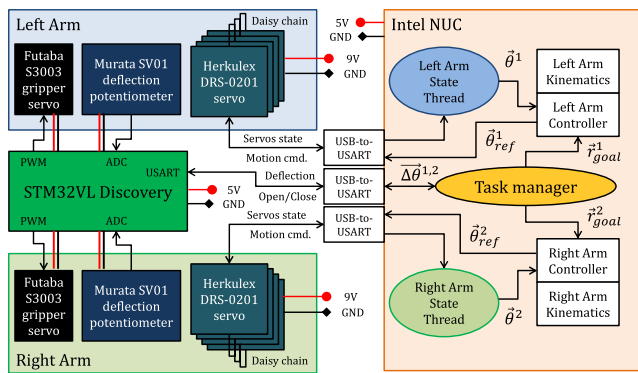 Left Arm
Daisy chain
5V
GND
Intel NUC
Futaba
S3003
gripper
servo
Murata SV01
deflection
potentiometer
Herkulex
DRS-0201
servo
9V
GND
Left Arm
State
Thread
θ⃗¹
Left Arm
Kinematics
Left Arm
Controller
PWM
ADC
USART
STM32VL Discovery
5V
GND
PWM
ADC
Servos state
Motion cmd.
USB-to-
USART
θ⃗¹ref
r⃗¹goal
Deflection
Open/Close
USB-to-
USART
Δθ⃗¹,²
Task manager
Servos state
Motion cmd.
USB-to-
USART
θ⃗²ref
r⃗²goal
Futaba
S3003
gripper
servo
Murata SV01
deflection
potentiometer
Herkulex
DRS-0201
servo
9V
GND
Right Arm
State
Thread
θ⃗²
Right Arm
Controller
Right Arm
Kinematics
Right Arm
Daisy chain